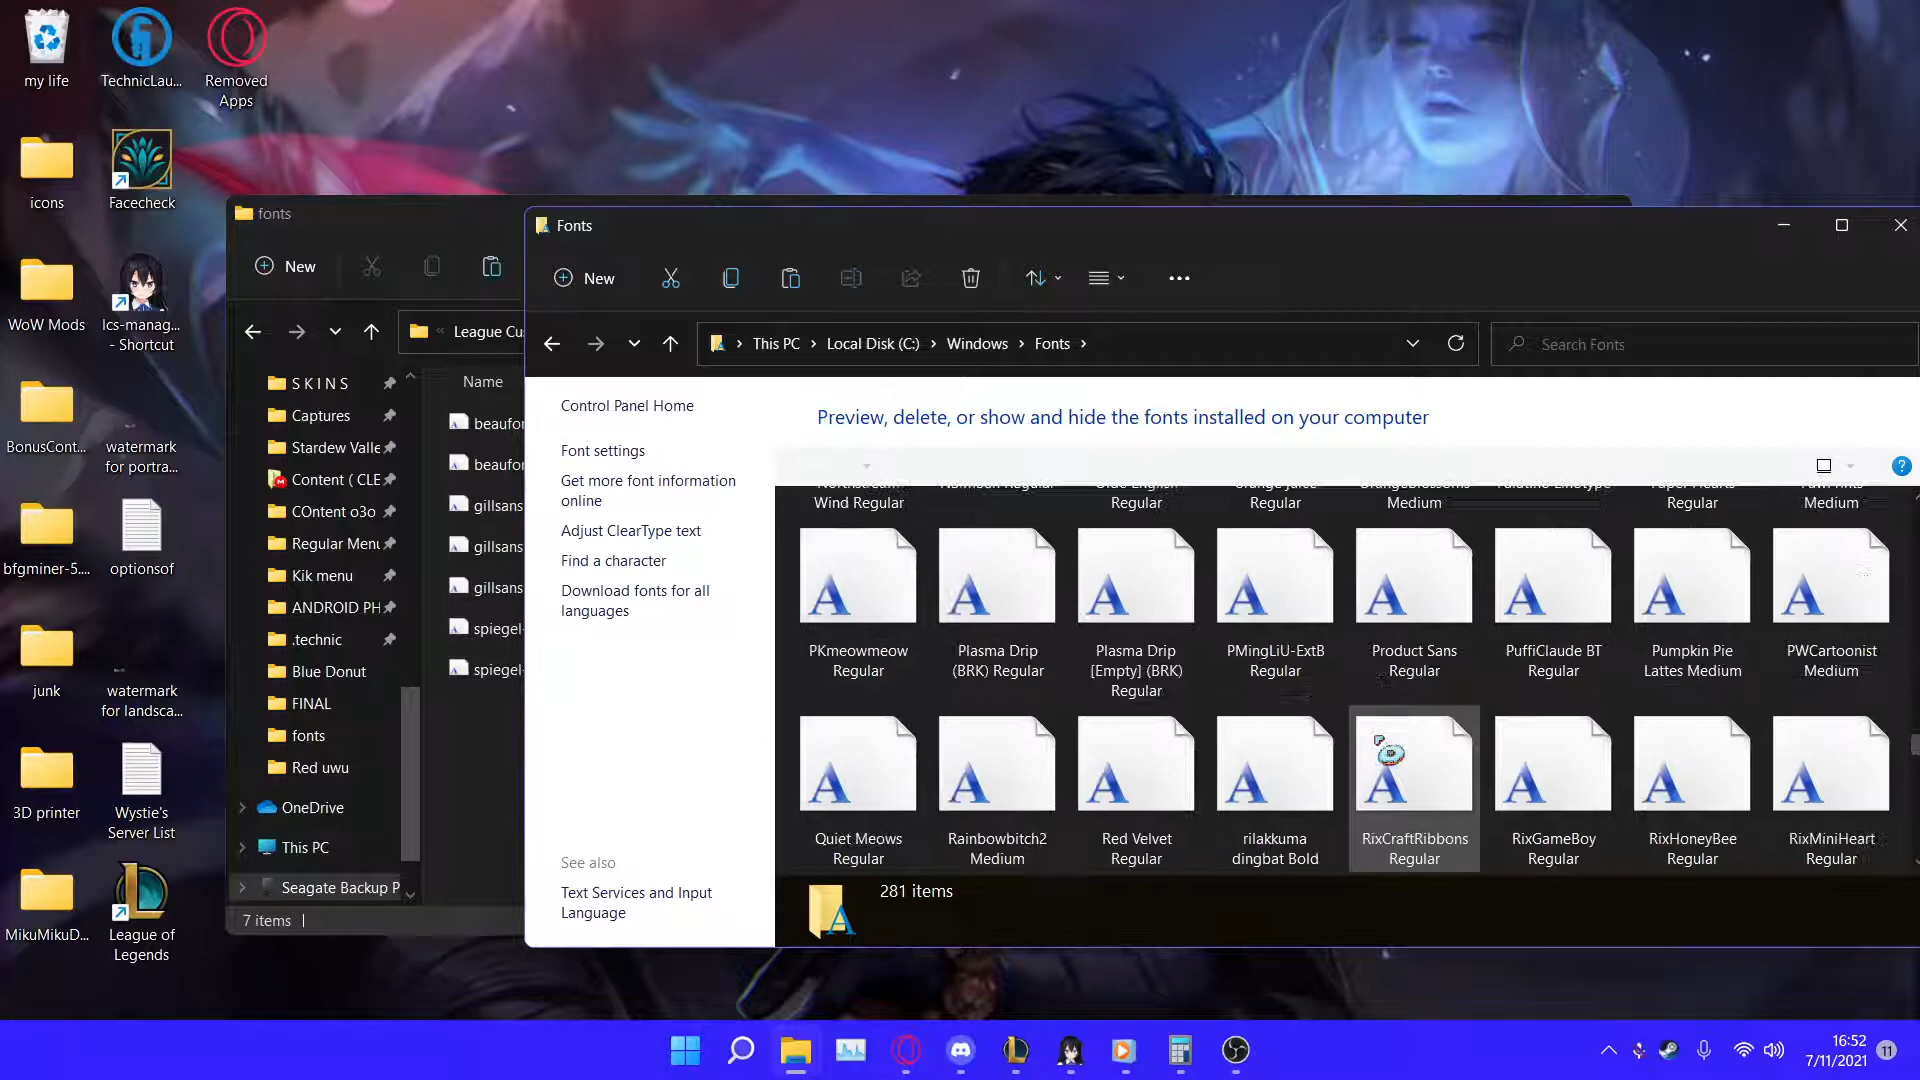 my life
TechnicLau...
Removed
Apps
icons
Facecheck
WoW Mods
lcs-manag...
- Shortcut
BonusCont...
watermark
for portra...
bfgminer-5....
optionsof
junk
watermark
for landsca...
3D printer
Wystie's
Server List
MikuMikuD...
League of
Legends
fonts
New
League Cu
S K I N S
Captures
Stardew Valle
Content ( CLE
COntent o3o
Regular Menu
Kik menu
ANDROID PH
.technic
Blue Donut
FINAL
fonts
Red uwu
OneDrive
This PC
Seagate Backup P
7 items
Name
beaufor
beaufor
gillsans
gillsans
gillsans
spiegel-
spiegel-
Fonts
New
This PC
Local Disk (C:)
Windows
Fonts
Search Fonts
Control Panel Home
Font settings
Get more font information
online
Adjust ClearType text
Find a character
Download fonts for all
languages
See also
Text Services and Input
Language
Preview, delete, or show and hide the fonts installed on your computer
Wind Regular
Regular
Regular
Medium
Regular
Medium
PKmeowmeow
Regular
Plasma Drip
(BRK) Regular
Plasma Drip
[Empty] (BRK)
Regular
PMingLiU-ExtB
Regular
Product Sans
Regular
PuffiClaude BT
Regular
Pumpkin Pie
Lattes Medium
PWCartoonist
Medium
Quiet Meows
Regular
Rainbowbitch2
Medium
Red Velvet
Regular
rilakkuma
dingbat Bold
RixCraftRibbons
Regular
RixGameBoy
Regular
RixHoneyBee
Regular
RixMiniHeart
Regular
281 items
16:52
7/11/2021
11